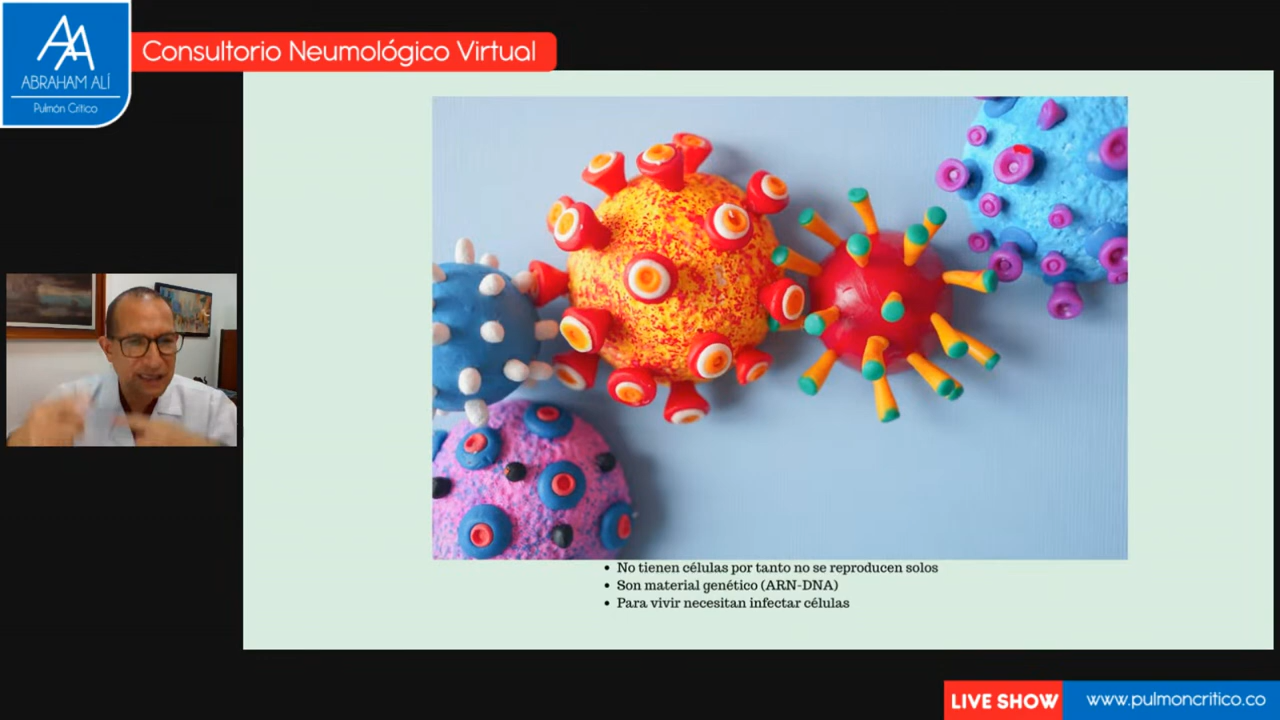 AA
ABRAHAM ALÍ
Pulmón Crítico
Consultorio Neumológico Virtual
• No tienen células por tanto no se reproducen solos
• Son material genético (ARN-DNA)
• Para vivir necesitan infectar células
LIVE SHOW
www.pulmoncritico.co